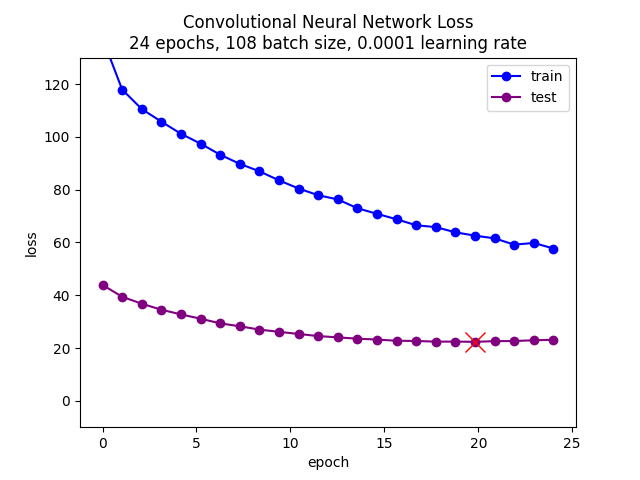 Convolutional Neural Network Loss
24 epochs, 108 batch size, 0.0001 learning rate
train
test
loss
120
100
80
60
40
20
0
0
5
10
15
20
25
epoch